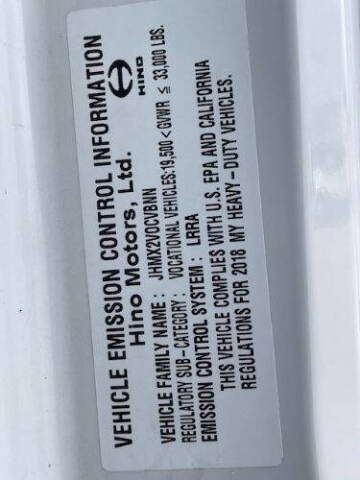 VEHICLE EMISSION CONTROL INFORMATION
Hino Motors, Ltd.
HINO
VEHICLE FAMILY NAME : JHMX2VOCVBNN
REGULATORY SUB-CATEGORY : VOCATIONAL VEHICLES:19,500 < GVWR ≤ 33,000 LBS.
EMISSION CONTROL SYSTEM : LRRA
THIS VEHICLE COMPLIES WITH U.S. EPA AND CALIFORNIA
REGULATIONS FOR 2018 MY HEAVY-DUTY VEHICLES.